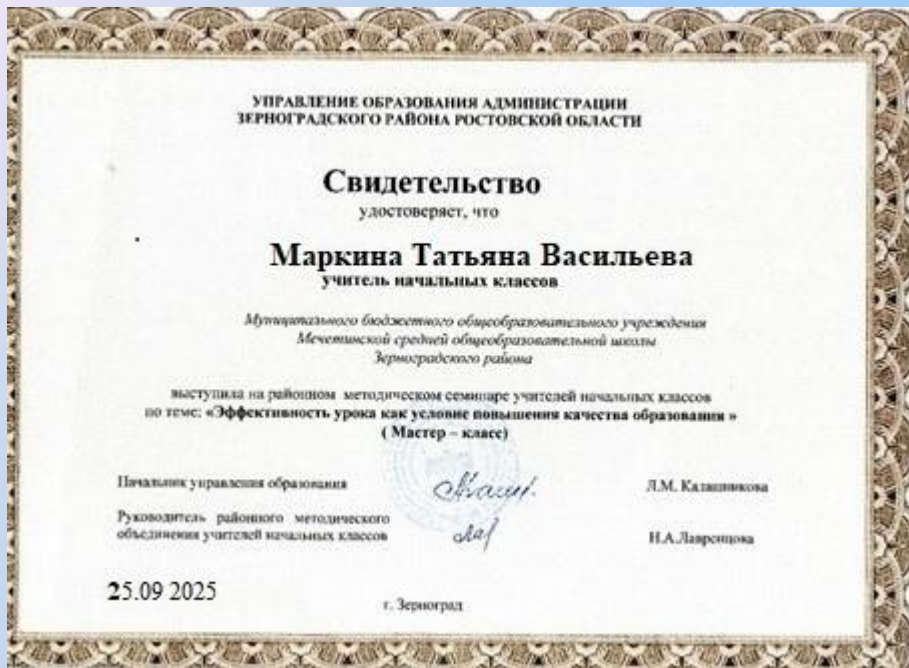 УПРАВЛЕНИЕ ОБРАЗОВАНИЯ АДМИНИСТРАЦИИ
ЗЕРНОГРАДСКОГО РАЙОНА РОСТОВСКОЙ ОБЛАСТИ
Свидетельство
удостоверяет, что
Маркина Татьяна Васильева
учитель начальных классов
Муниципального бюджетного общеобразовательного учреждения
Мечетинской средней общеобразовательной школы
Зерноградского района
выступила на районном методическом семинаре учителей начальных классов
по теме: «Эффективность урока как условие повышения качества образования »
( Мастер – класс)
Начальник управления образования Л.М. Калашникова
Руководитель районного методического
объединения учителей начальных классов Н.А.Лавренцова
25.09 2025
г. Зерноград